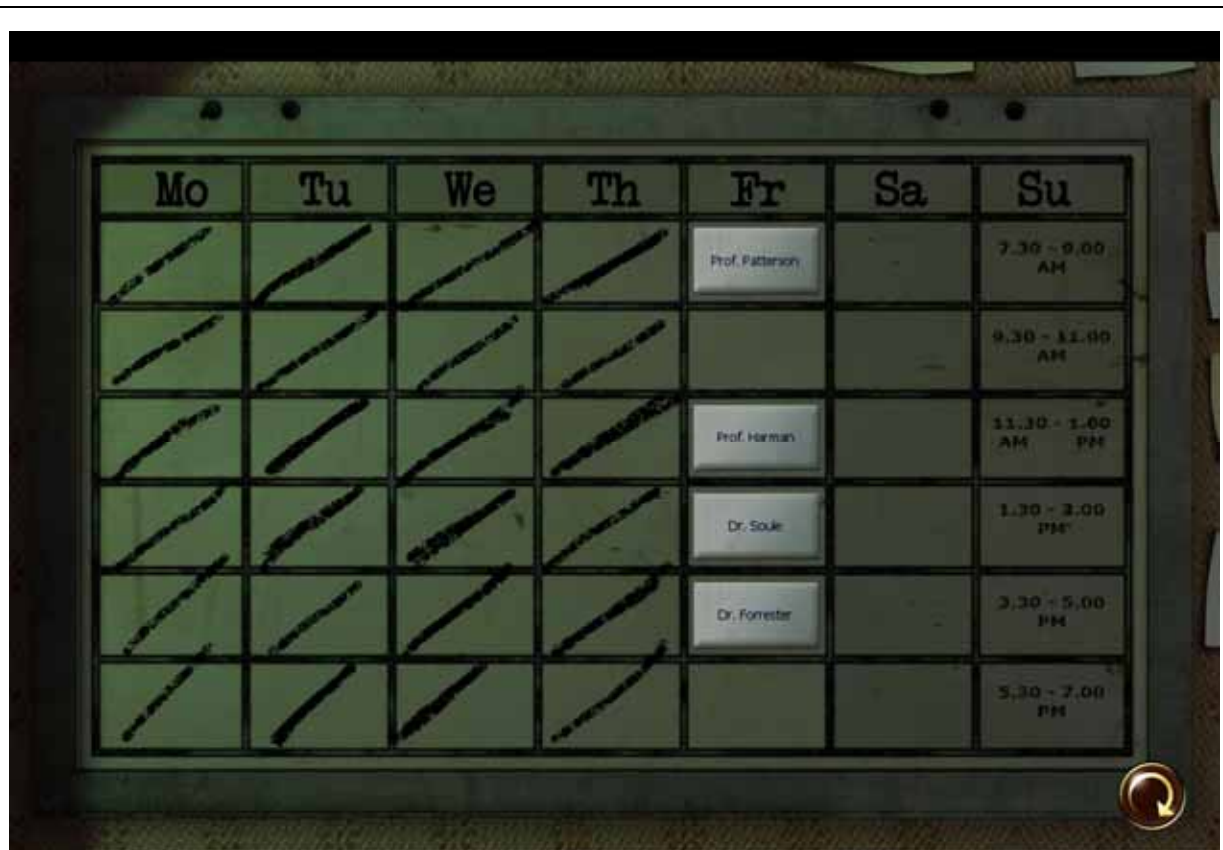 Mo Tu We Th Fr Sa Su
Prof. Patterson
7.30 - 9.00
AM
9.30 - 11.00
AM
Prof. Harman
11.30 - 1.00
AM PM
Dr. Soule
1.30 - 3.00
PM
Dr. Forrester
3.30 - 5.00
PM
5.30 - 7.00
PM